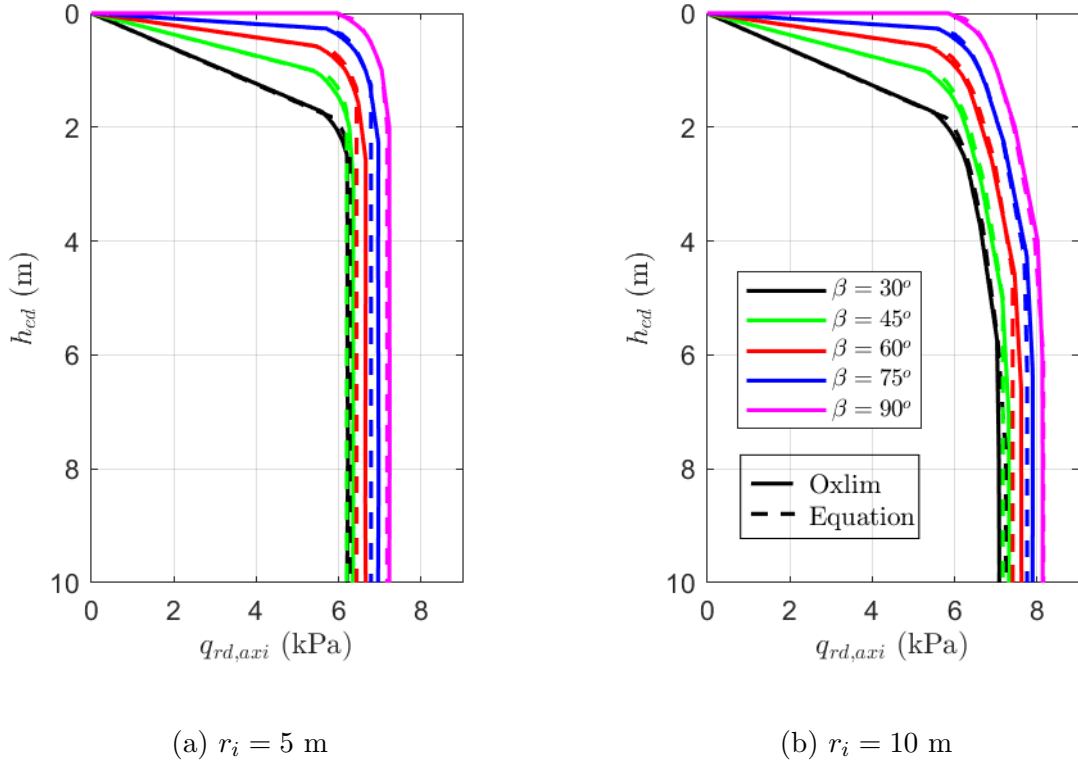 0
2
4
6
8
10
h_{ed} (m)
0 2 4 6 8
q_{rd,axi} (kPa)
(a) r_i = 5 m
0
2
4
6
8
10
h_{ed} (m)
β = 30^o
β = 45^o
β = 60^o
β = 75^o
β = 90^o
Oxlim
Equation
0 2 4 6 8
q_{rd,axi} (kPa)
(b) r_i = 10 m